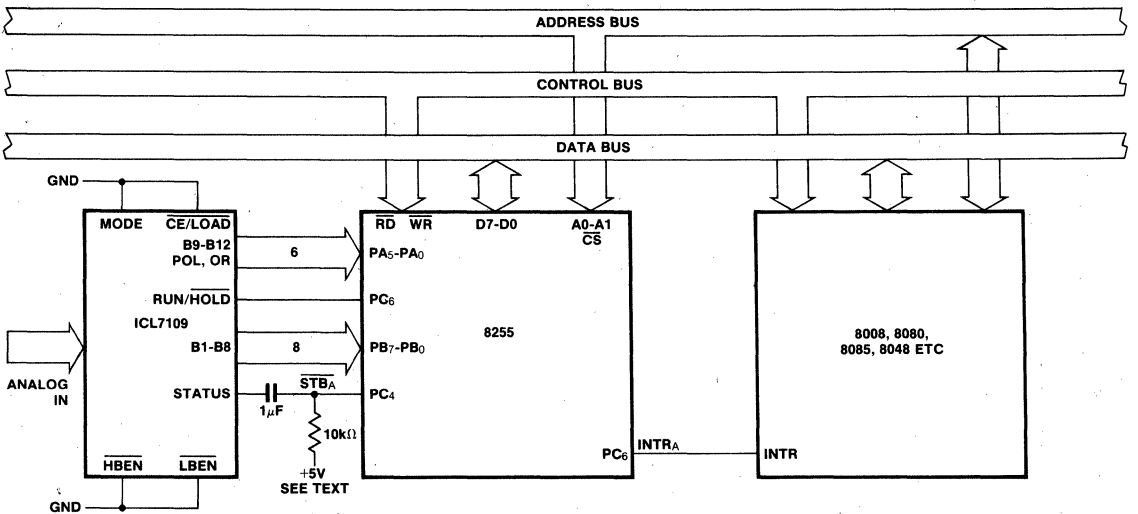 ADDRESS BUS
CONTROL BUS
DATA BUS
GND
MODE
CE/LOAD
B9-B12
POL, OR
6
RUN/HOLD
ICL7109
B1-B8
8
ANALOG
IN
STATUS
1µF
STBA
10kΩ
+5V
SEE TEXT
HBEN
LBEN
GND
RD
WR
D7-D0
A0-A1
CS
PA5-PA0
PC6
8255
PB7-PB0
PC4
PC6
INTRA
INTR
8008, 8080,
8085, 8048 ETC